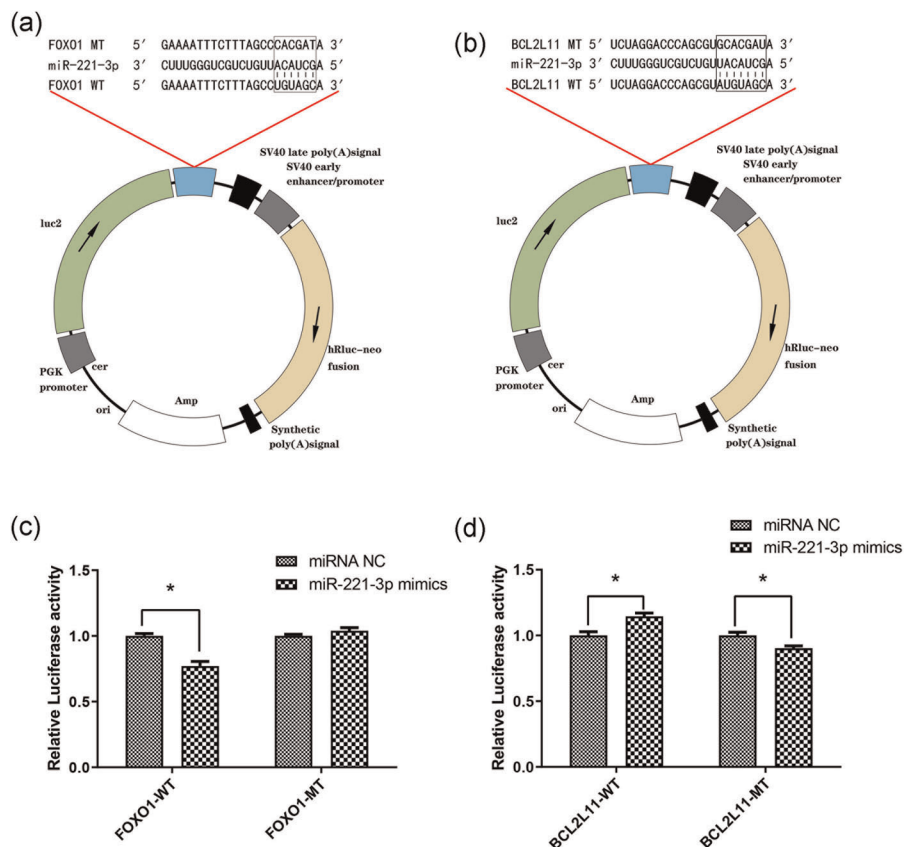 (a)
FOXO1 MT 5′ GAAAATTTCTTTAGCCCACGATA 3′
miR-221-3p 3′ CUUUGGGUCGUCUGUUACAUCGA 5′
FOXO1 WT 5′ GAAAATTTCTTTAGCCUGUAGCA 3′
SV40 late poly(A)signal
SV40 early
enhancer/promoter
luc2
hRluc-neo
fusion
PGK
promoter
cer
ori
Amp
Synthetic
poly(A)signal
(b)
BCL2L11 MT 5′ UCUAGGACCCAGCGUGCACGAUA 3′
miR-221-3p 3′ CUUUGGGUCGUCUGUUACAUCGA 5′
BCL2L11 WT 5′ UCUAGGACCCAGCGUAUGUAGCA 3′
SV40 late poly(A)signal
SV40 early
enhancer/promoter
luc2
hRluc-neo
fusion
PGK
promoter
cer
ori
Amp
Synthetic
poly(A)signal
(c)
miRNA NC
miR-221-3p mimics
Relative Luciferase activity
1.5
1.0
0.5
0.0
*
FOXO1-WT
FOXO1-MT
(d)
miRNA NC
miR-221-3p mimics
Relative Luciferase activity
1.5
1.0
0.5
0.0
*
*
BCL2L11-WT
BCL2L11-MT